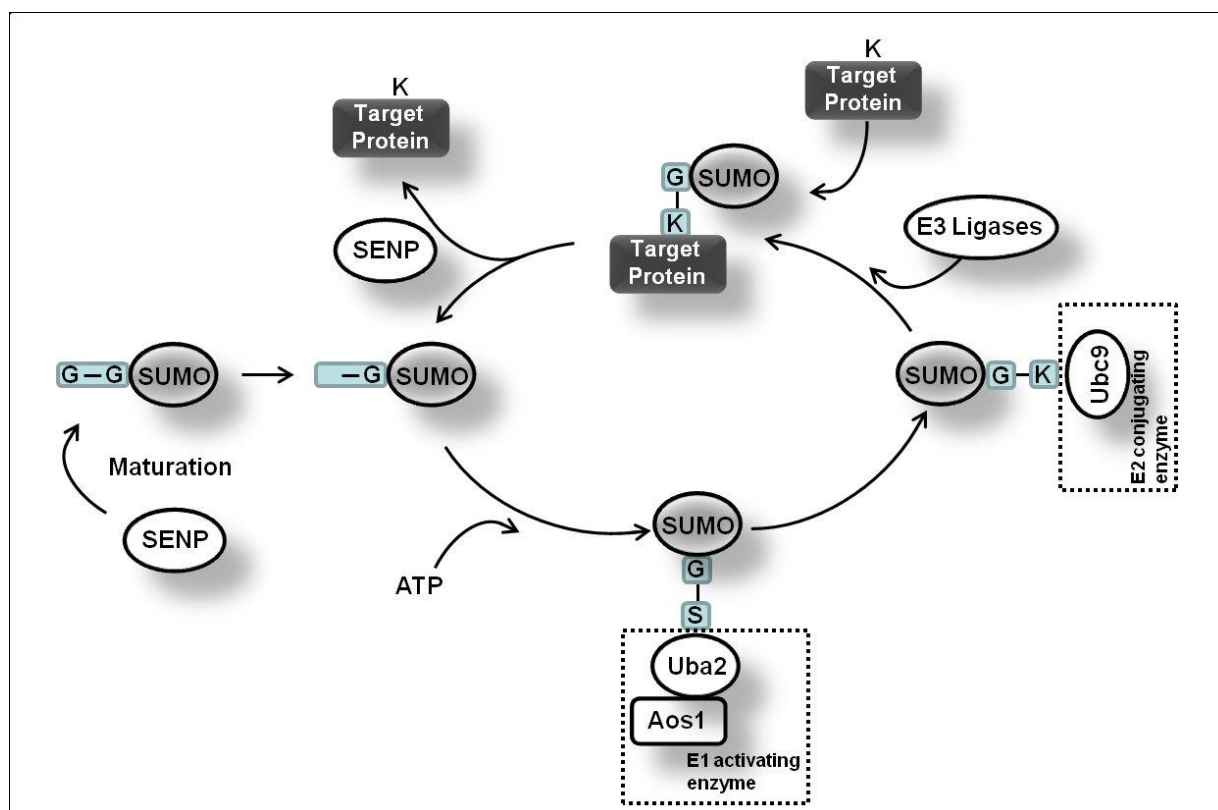 K
Target
Protein
K
Target
Protein
G
SUMO
K
Target
Protein
E3 Ligases
SENP
G–G
SUMO
–G
SUMO
SUMO
G–K
Ubc9
E2 conjugating
enzyme
Maturation
SENP
ATP
SUMO
G
S
Uba2
Aos1
E1 activating
enzyme